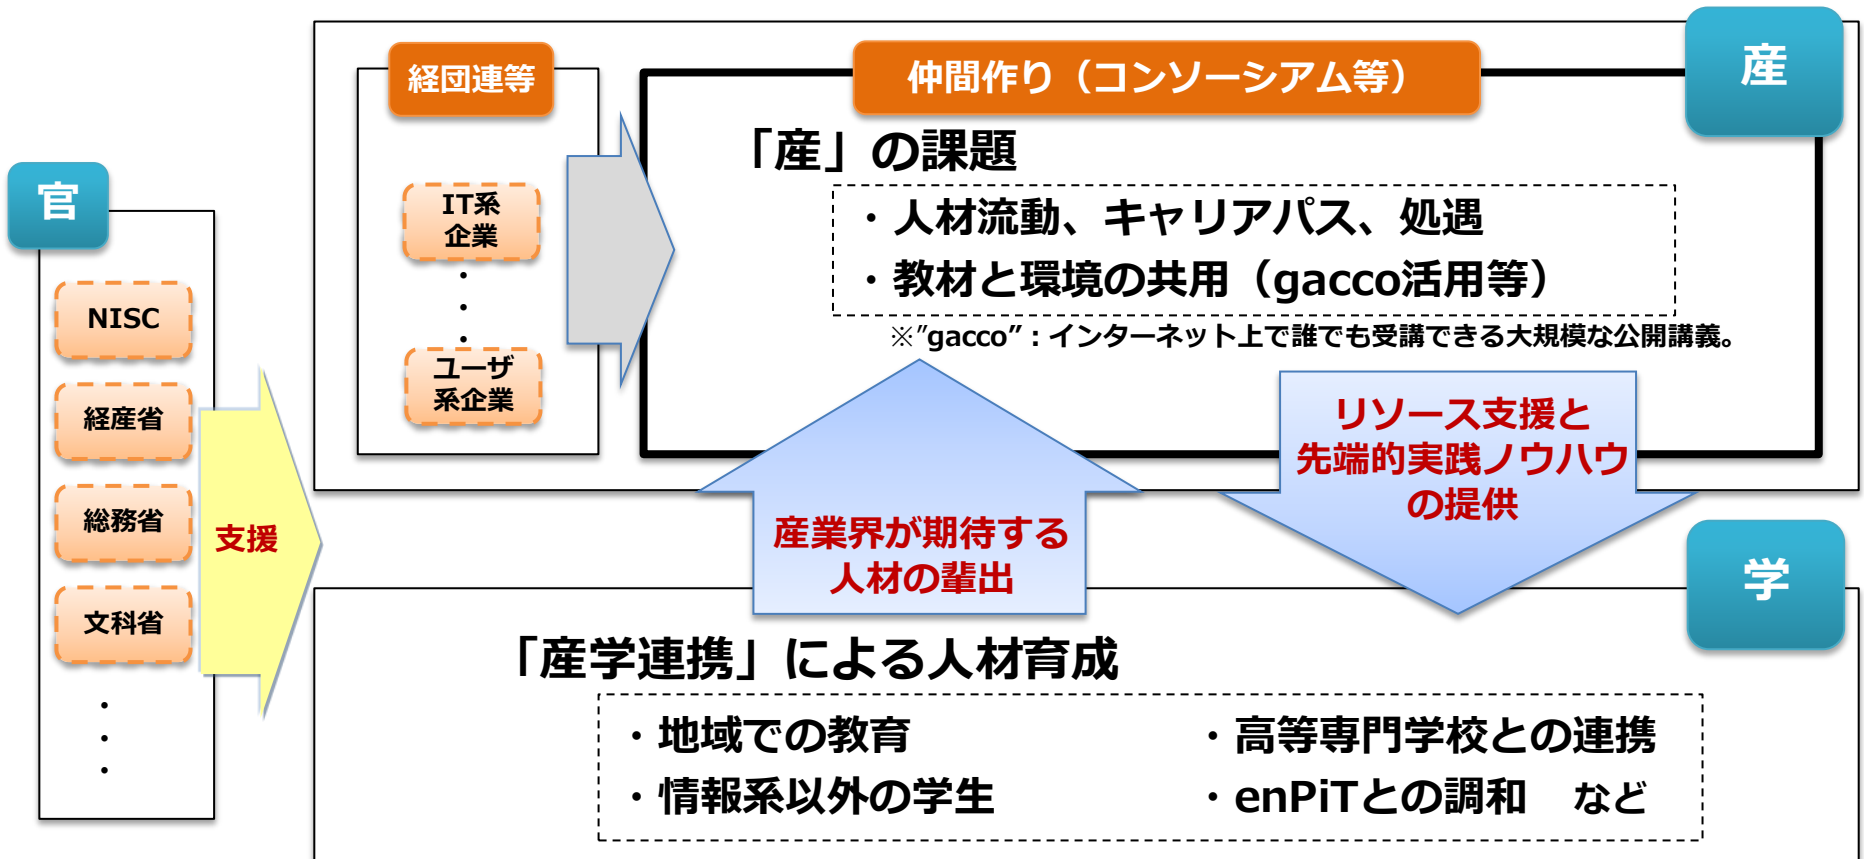 官
NISC
経産省
総務省
文科省
・
・
・
支援
産
経団連等
IT系
企業
・
・
・
ユーザ
系企業
仲間作り（コンソーシアム等）
「産」の課題
・人材流動、キャリアパス、処遇
・教材と環境の共用（gacco活用等）
※”gacco”：インターネット上で誰でも受講できる大規模な公開講義。
産業界が期待する
人材の輩出
リソース支援と
先端的実践ノウハウ
の提供
学
「産学連携」による人材育成
・地域での教育
・高等専門学校との連携
・情報系以外の学生
・enPiTとの調和　など